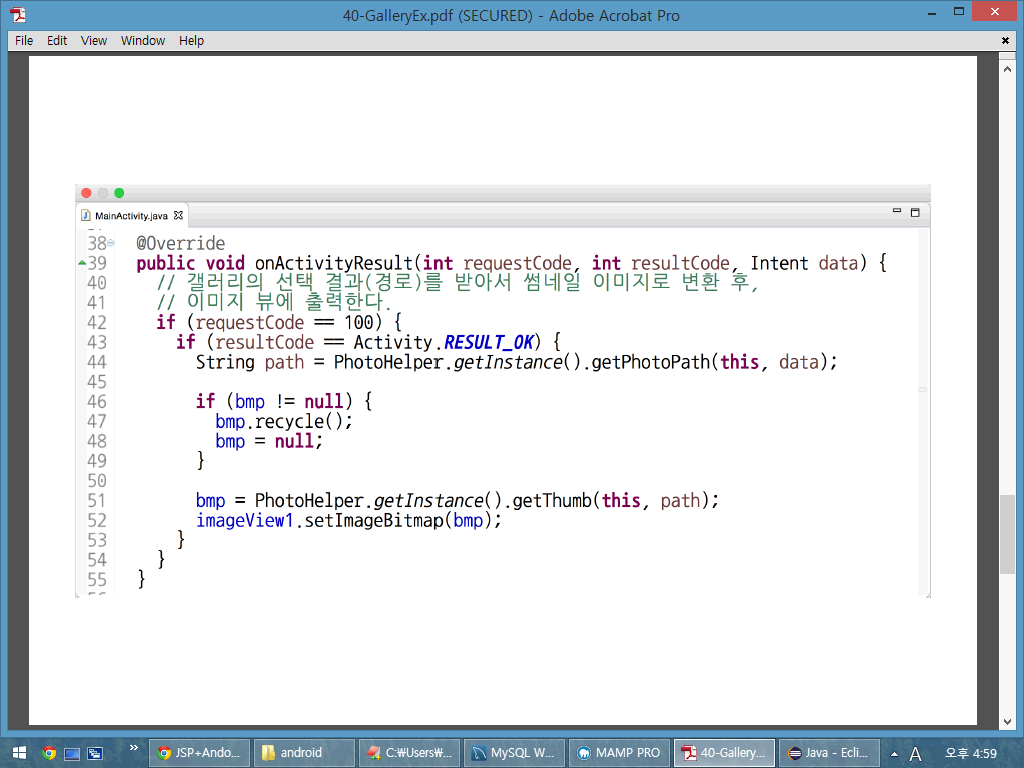 40-GalleryEx.pdf (SECURED) - Adobe Acrobat Pro
File Edit View Window Help
MainActivity.java
38 @Override
39 public void onActivityResult(int requestCode, int resultCode, Intent data) {
40 // 갤러리의 선택 결과(경로)를 받아서 썸네일 이미지로 변환 후,
41 // 이미지 뷰에 출력한다.
42 if (requestCode == 100) {
43 if (resultCode == Activity.RESULT_OK) {
44 String path = PhotoHelper.getInstance().getPhotoPath(this, data);
45
46 if (bmp != null) {
47 bmp.recycle();
48 bmp = null;
49 }
50
51 bmp = PhotoHelper.getInstance().getThumb(this, path);
52 imageView1.setImageBitmap(bmp);
53 }
54 }
55 }
JSP+Ando... android C:₩Users₩... MySQL W... MAMP PRO 40-Gallery... Java - Ecli... A 오후 4:59